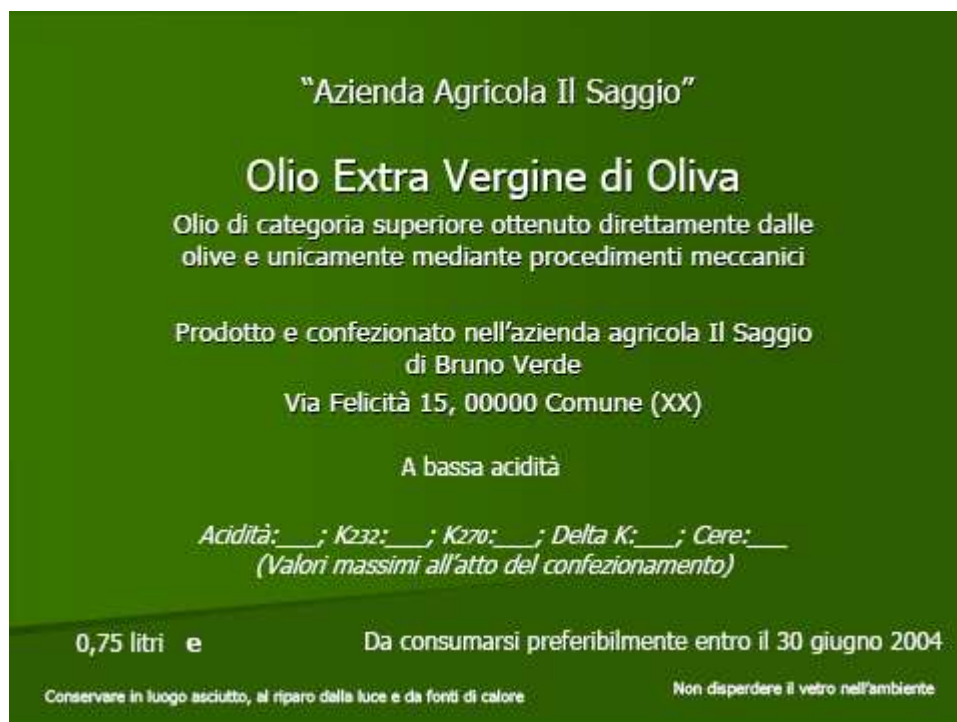 “Azienda Agricola Il Saggio”
Olio Extra Vergine di Oliva
Olio di categoria superiore ottenuto direttamente dalle
olive e unicamente mediante procedimenti meccanici
Prodotto e confezionato nell’azienda agricola Il Saggio
di Bruno Verde
Via Felicità 15, 00000 Comune (XX)
A bassa acidità
Acidità:___; K232:___; K270:___; Delta K:___; Cere:___
(Valori massimi all’atto del confezionamento)
0,75 litri e
Da consumarsi preferibilmente entro il 30 giugno 2004
Conservare in luogo asciutto, al riparo dalla luce e da fonti di calore
Non disperdere il vetro nell’ambiente